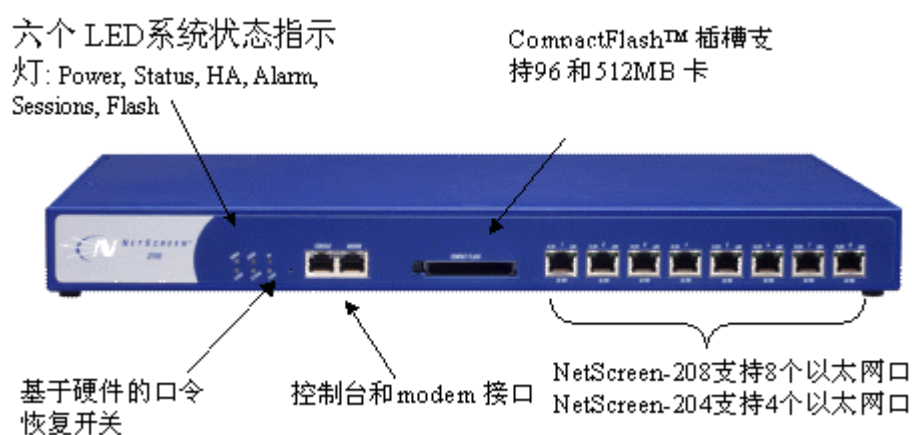 六个 LED系统状态指示
灯: Power, Status, HA, Alarm,
Sessions, Flash
CompactFlash™ 插槽支
持96 和512MB 卡
NETSCREEN
208
COMPACT FLASH
基于硬件的口令
恢复开关
控制台和modem 接口
NetScreen-208支持8个以太网口
NetScreen-204支持4个以太网口